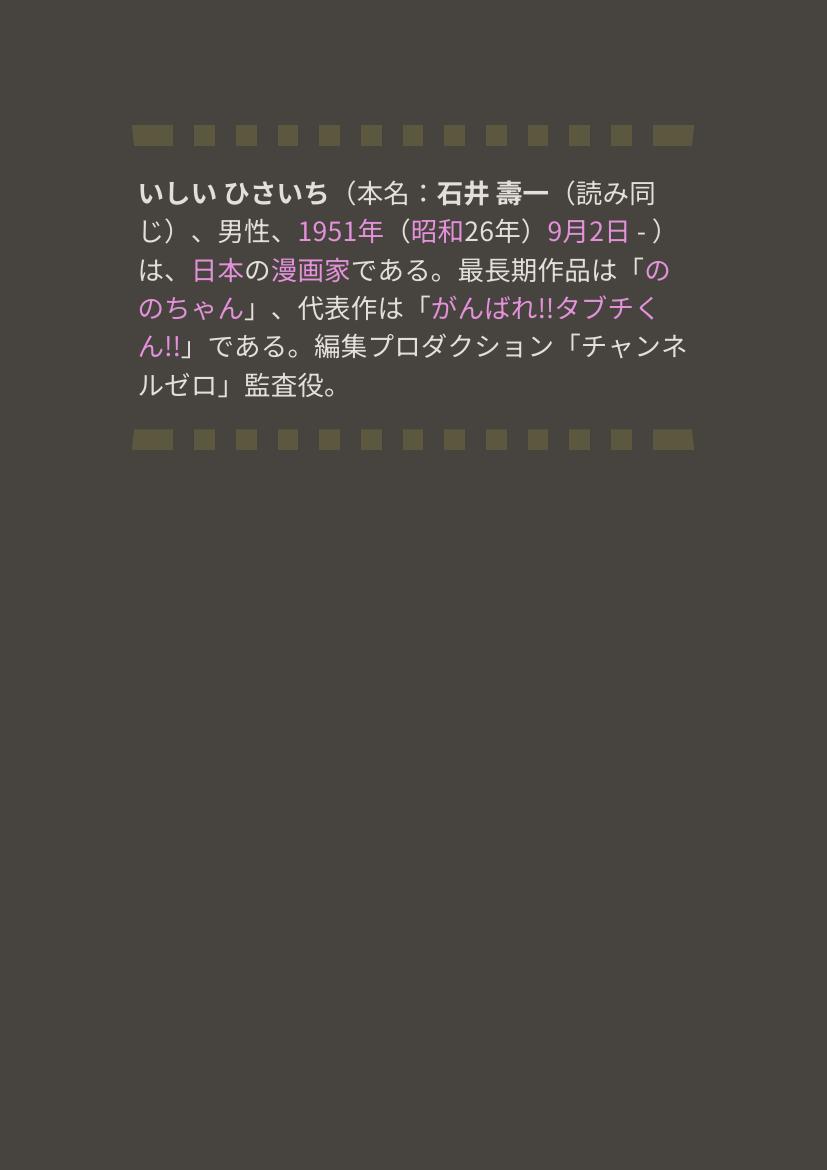 いしい ひさいち（本名：石井 壽一（読み同
じ）、男性、1951年（昭和26年）9月2日 - ）
は、日本の漫画家である。最長期作品は「の
のちゃん」、代表作は「がんばれ!!タブチく
ん!!」である。編集プロダクション「チャンネ
ルゼロ」監査役。